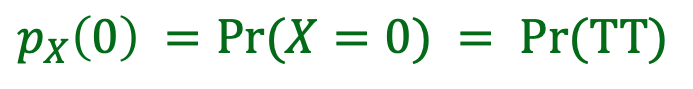 p_X(0) = Pr(X = 0) = Pr(TT)